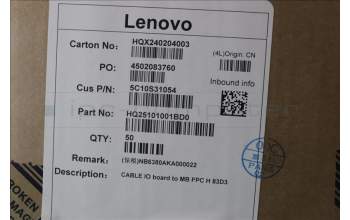 Lenovo
Carton No: HQX240204003
(4L)Origin: CN
PO: 4502083760
Inbound info
Cus P/N: 5C10S31054
Part No: HQ25101001BD0
QTY: 50
Remark: (保税)NB6380AKA000022
Description: CABLE IO board to MB FPC H 83D3